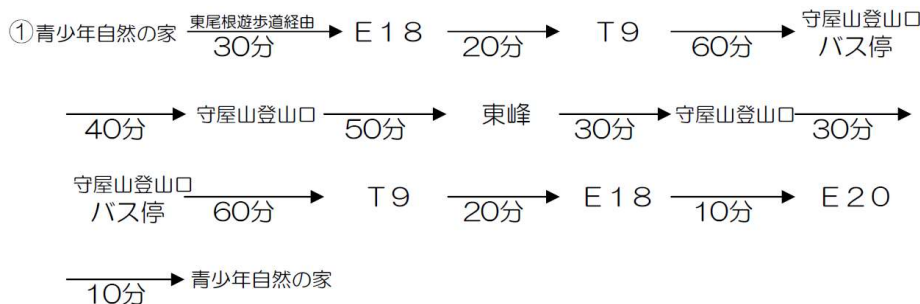 ①青少年自然の家 東尾根遊歩道経由 30分 E18 20分 T9 60分 守屋山登山口 バス停
40分 守屋山登山口 50分 東峰 30分 守屋山登山口 30分
守屋山登山口 バス停 60分 T9 20分 E18 10分 E20
10分 青少年自然の家